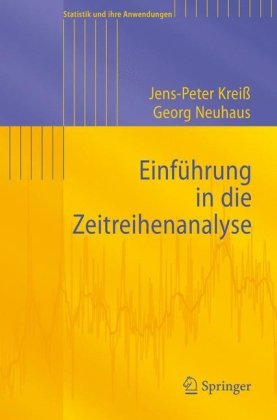 Statistik und ihre Anwendungen
Jens-Peter Kreiß
Georg Neuhaus
Einführung
in die
Zeitreihenanalyse
Springer